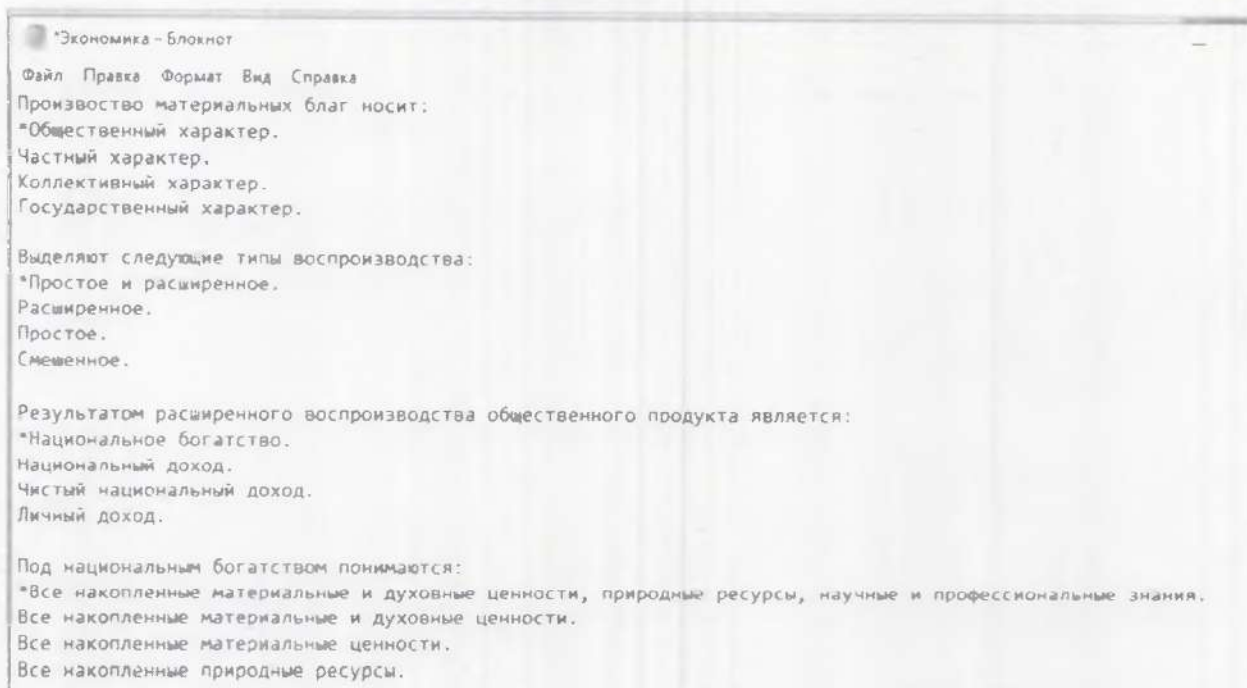 *Экономика – Блокнот
Файл Правка Формат Вид Справка
Произвоство материальных благ носит:
*Общественный характер.
Частный характер.
Коллективный характер.
Государственный характер.
Выделяют следующие типы воспроизводства:
*Простое и расширенное.
Расширенное.
Простое.
Смешенное.
Результатом расширенного воспроизводства общественного продукта является:
*Национальное богатство.
Национальный доход.
Чистый национальный доход.
Личный доход.
Под национальным богатством понимаются:
*Все накопленные материальные и духовные ценности, природные ресурсы, научные и профессиональные знания.
Все накопленные материальные и духовные ценности.
Все накопленные материальные ценности.
Все накопленные природные ресурсы.